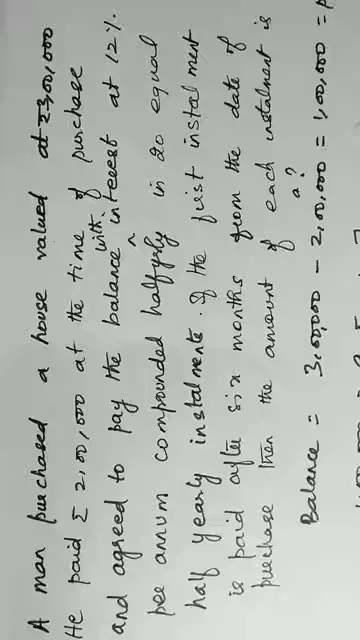 A man purchased a house valued at ₹3,00,000
He paid ₹ 2,00,000 at the time of purchase
and agreed to pay the balance with interest at 12%
per annum compounded halfyrly in 20 equal
half yearly instalments. If the first instalment
is paid after six months from the date of
purchase then the amount of each instalment is
a?
Balance = 3,00,000 - 2,00,000 = 1,00,000 = P